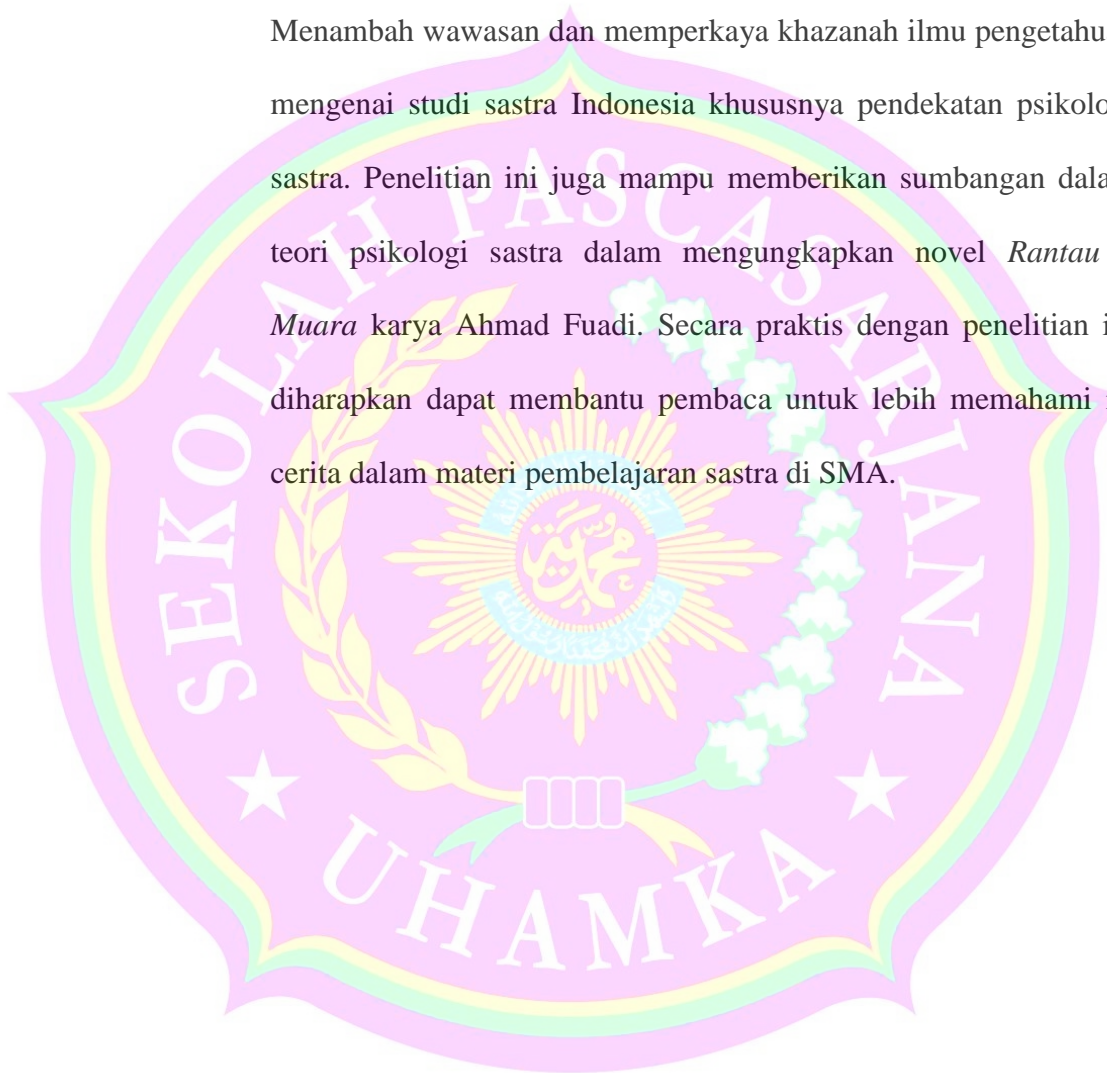 Menambah wawasan dan memperkaya khazanah ilmu pengetahu
mengenai studi sastra Indonesia khususnya pendekatan psikolo
sastra. Penelitian ini juga mampu memberikan sumbangan dala
teori psikologi sastra dalam mengungkapkan novel Rantau
Muara karya Ahmad Fuadi. Secara praktis dengan penelitian i
diharapkan dapat membantu pembaca untuk lebih memahami
cerita dalam materi pembelajaran sastra di SMA.
SEKOLAH PASCASARJANA
UHAMKA